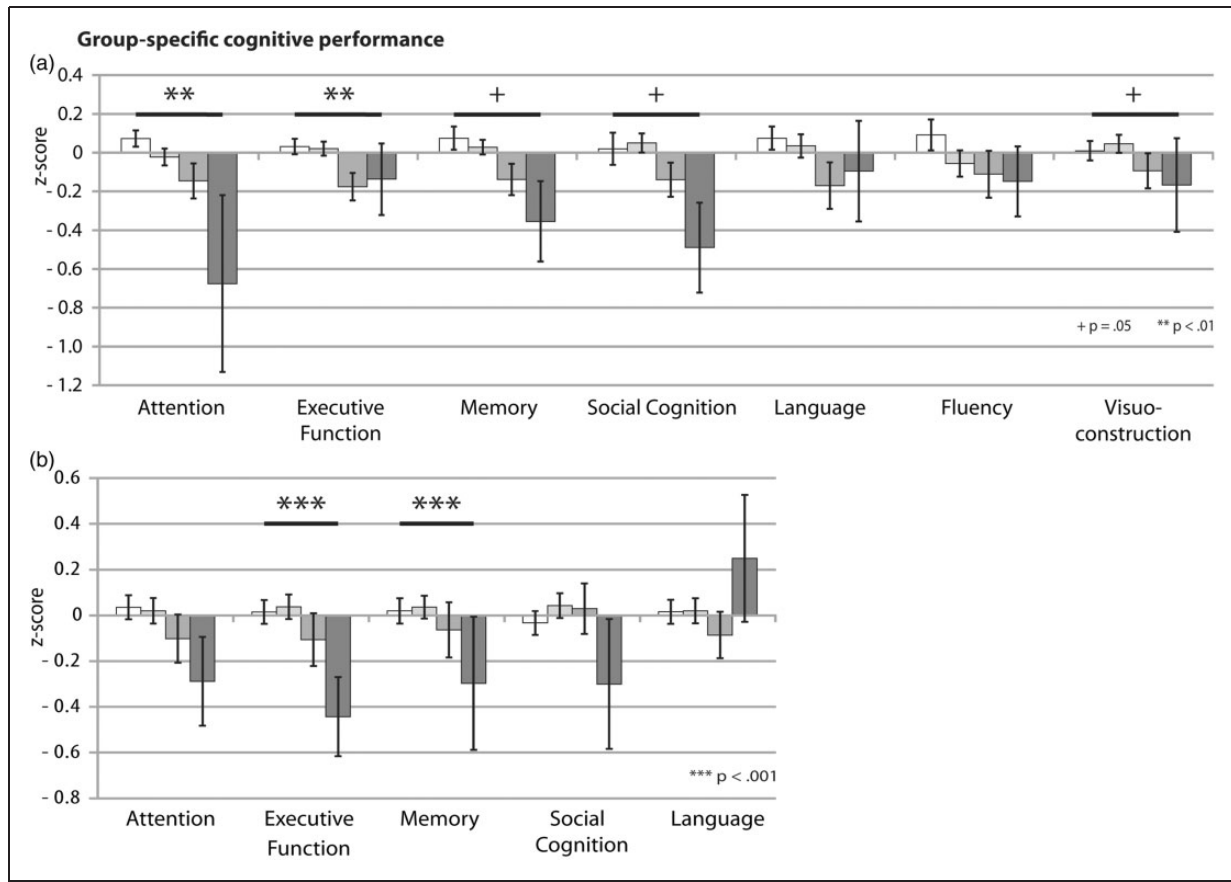 Group-specific cognitive performance
(a)
0.4
** ** + + +
0.2
0
- 0.2
- 0.4
- 0.6
- 0.8
- 1.0
- 1.2
z-score
+ p = .05 ** p < .01
Attention Executive Memory Social Cognition Language Fluency Visuo-
Function construction
(b)
0.6
*** ***
0.4
0.2
0
- 0.2
- 0.4
- 0.6
- 0.8
z-score
*** p < .001
Attention Executive Memory Social Language
Function Cognition